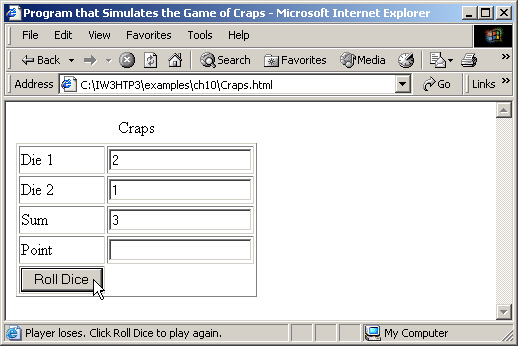 Program that Simulates the Game of Craps - Microsoft Internet Explorer
File Edit View Favorites Tools Help
Back Search Favorites Media
Address C:\IW3HTP3\examples\ch10\Craps.html Go Links »
Craps
Die 1 2
Die 2 1
Sum 3
Point
Roll Dice
Player loses. Click Roll Dice to play again. My Computer